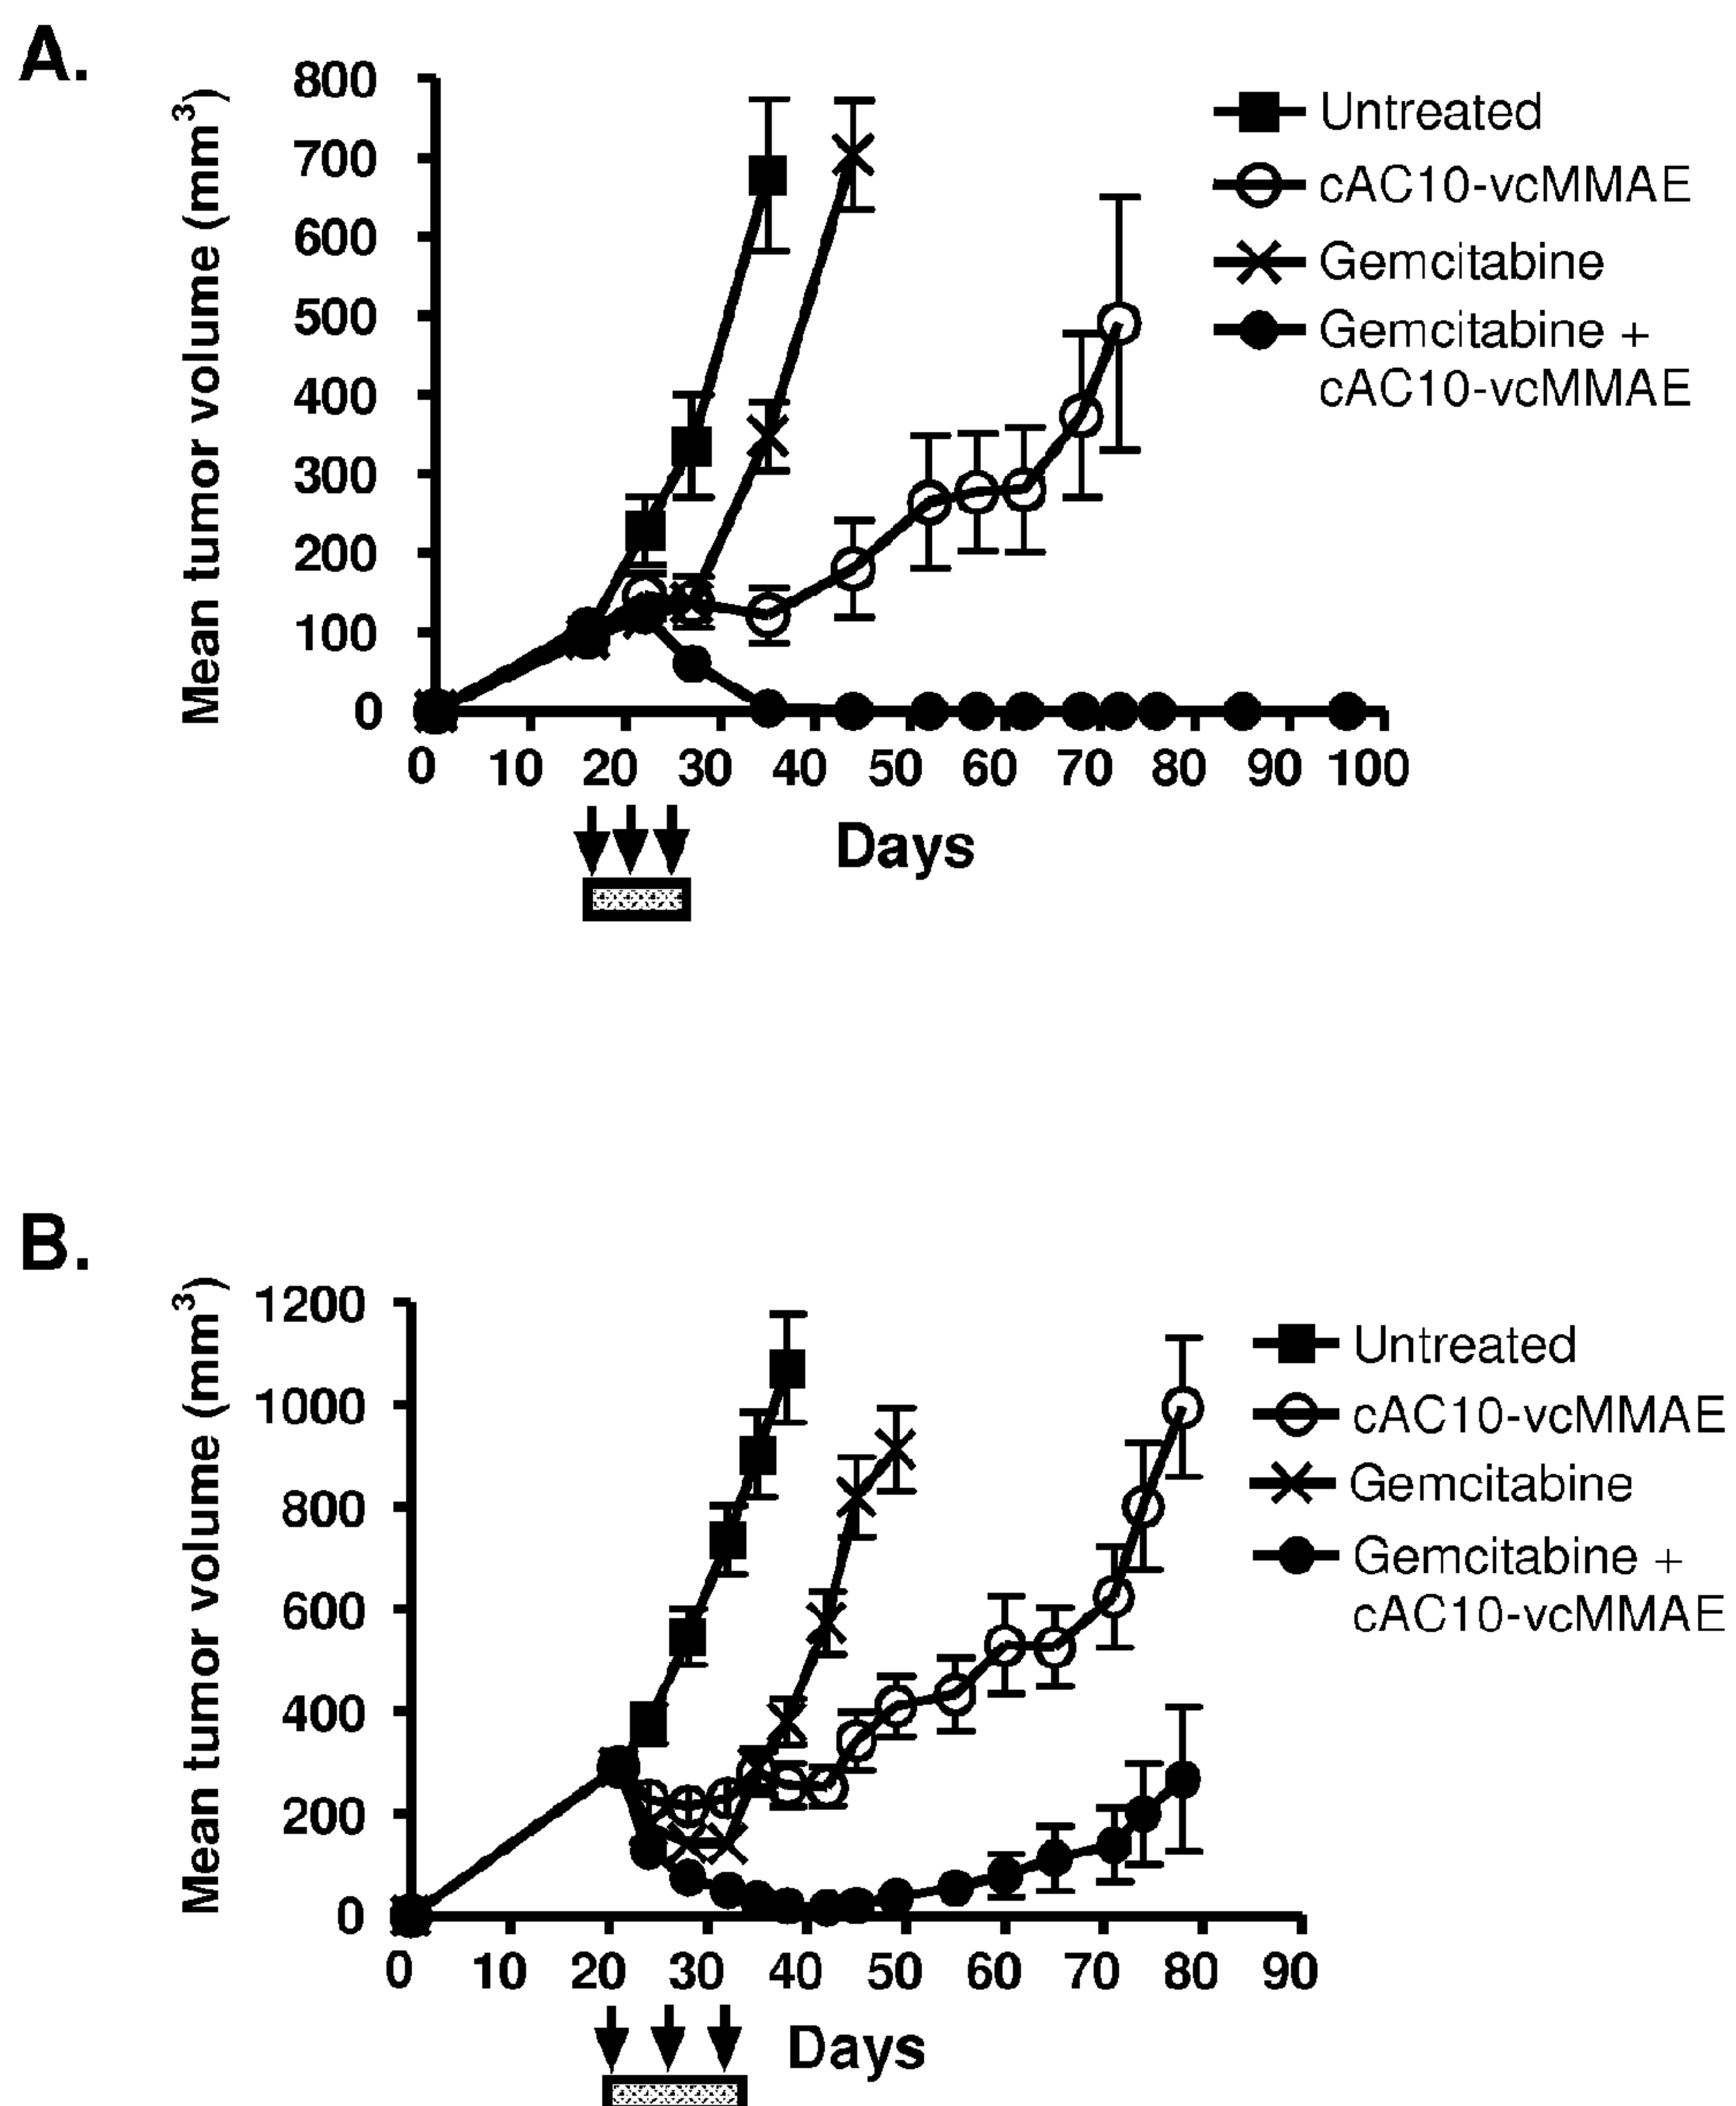 A.
Mean tumor volume (mm³)
800
700
600
500
400
300
200
100
0
0 10 20 30 40 50 60 70 80 90 100
Days
Untreated
cAC10-vcMMAE
Gemcitabine
Gemcitabine +
cAC10-vcMMAE
B.
Mean tumor volume (mm³)
1200
1000
800
600
400
200
0
0 10 20 30 40 50 60 70 80 90
Days
Untreated
cAC10-vcMMAE
Gemcitabine
Gemcitabine +
cAC10-vcMMAE